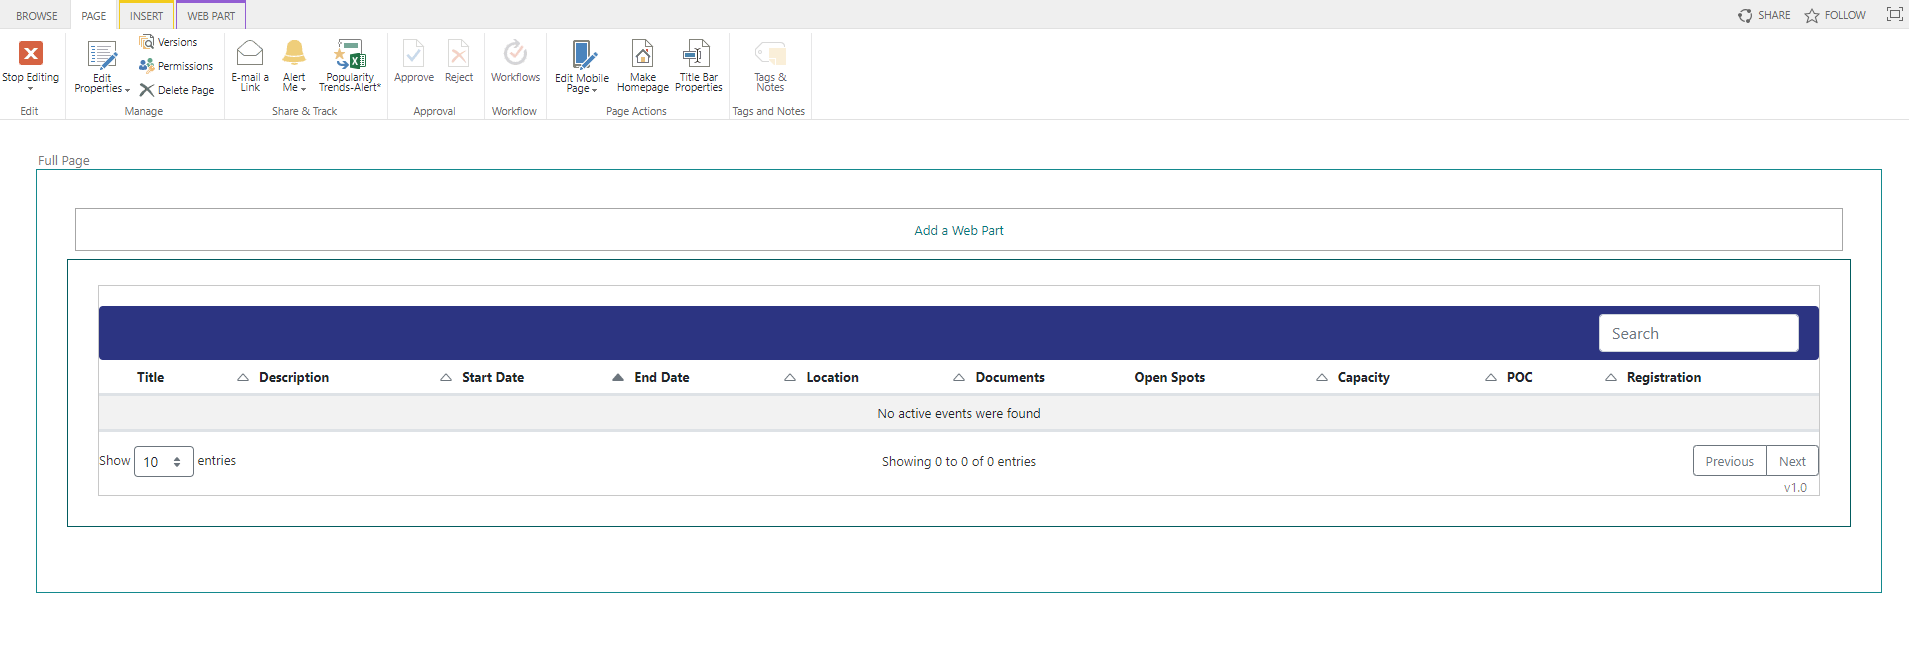 BROWSE PAGE INSERT WEB PART SHARE FOLLOW
Stop Editing
Edit
Edit Properties
Versions
Permissions
Delete Page
Manage
E-mail a Link
Alert Me
Popularity Trends-Alert*
Share & Track
Approve
Reject
Approval
Workflows
Workflow
Edit Mobile Page
Make Homepage
Title Bar Properties
Page Actions
Tags & Notes
Tags and Notes
Full Page
Add a Web Part
Search
Title Description Start Date End Date Location Documents Open Spots Capacity POC Registration
No active events were found
Show 10 entries Showing 0 to 0 of 0 entries Previous Next
v1.0